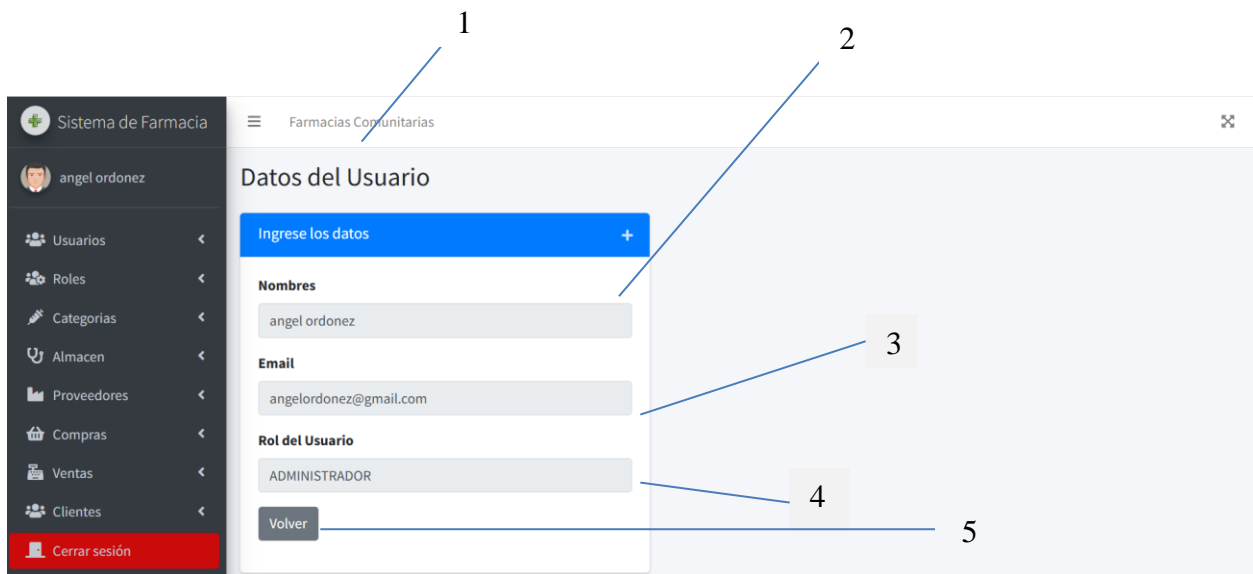 1
2
Sistema de Farmacia
Farmacias Comunitarias
angel ordonez
Datos del Usuario
Usuarios
Roles
Categorias
Almacen
Proveedores
Compras
Ventas
Clientes
Cerrar sesión
Ingrese los datos
Nombres
angel ordonez
3
Email
angelordonez@gmail.com
Rol del Usuario
ADMINISTRADOR
4
Volver
5